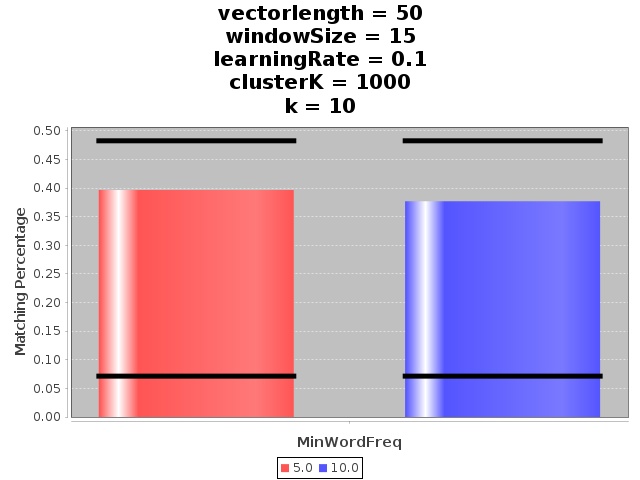 vectorlength = 50
windowSize = 15
learningRate = 0.1
clusterK = 1000
k = 10
0.50
0.45
0.40
0.35
0.30
0.25
0.20
0.15
0.10
0.05
0.00
Matching Percentage
MinWordFreq
5.0 10.0